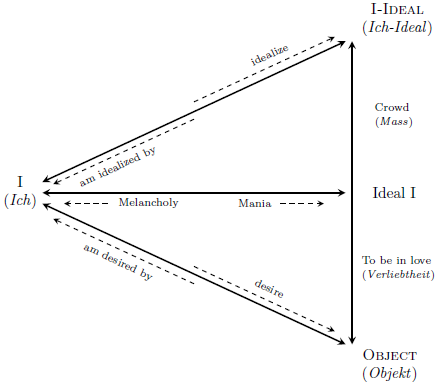 I-IDEAL
(Ich-Ideal)
idealize
Crowd
(Mass)
am idealized by
I
(Ich)
Ideal I
Melancholy
Mania
am desired by
To be in love
(Verliebtheit)
desire
OBJECT
(Objekt)